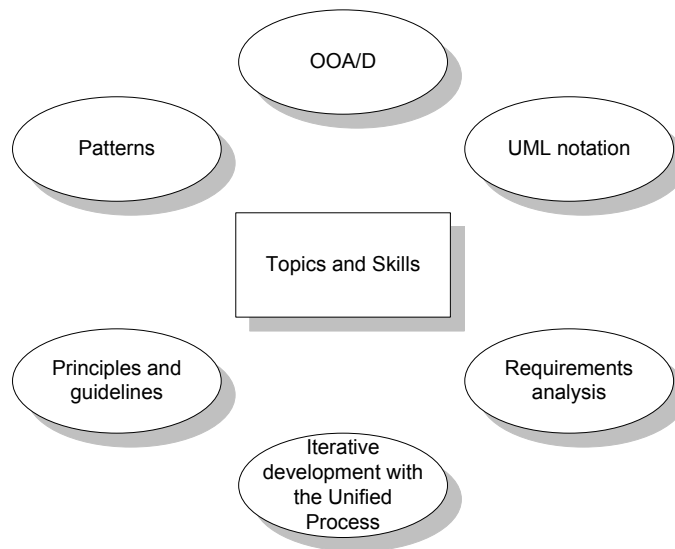 OOA/D
Patterns
UML notation
Topics and Skills
Principles and
guidelines
Requirements
analysis
Iterative
development with
the Unified
Process